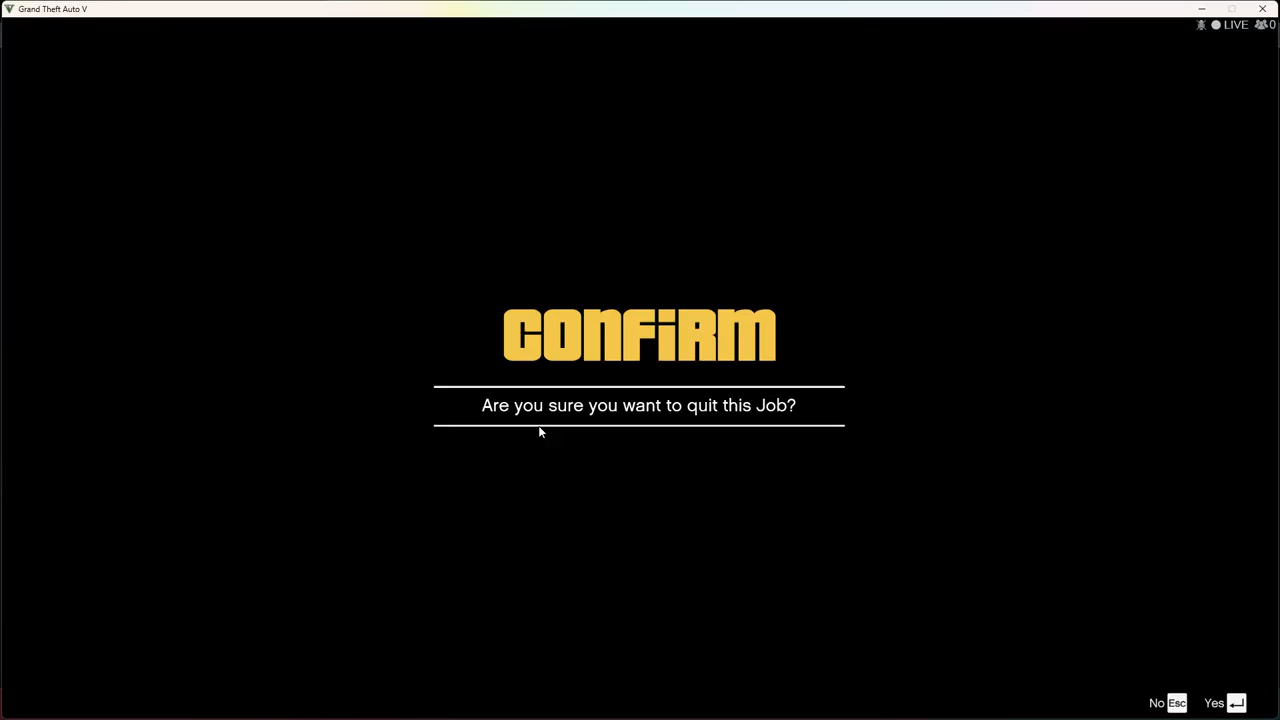 Grand Theft Auto V
LIVE 0
CONFIRM
Are you sure you want to quit this Job?
No Esc Yes